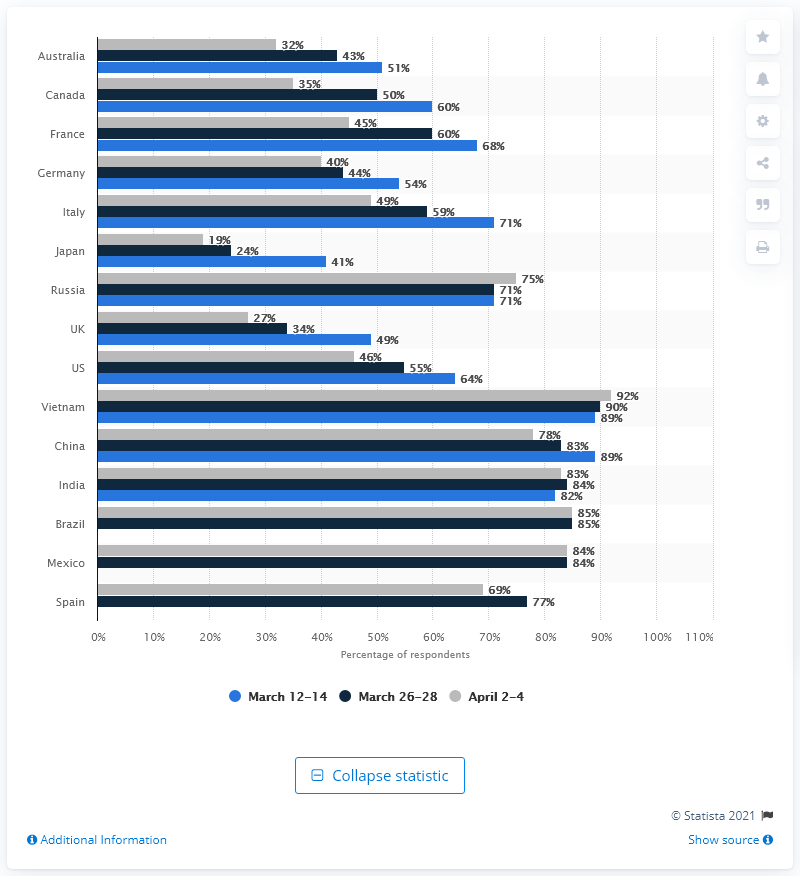 Australia
32%
43%
51%
Canada
35%
50%
60%
France
45%
60%
68%
Germany
40%
44%
54%
Italy
49%
59%
71%
Japan
19%
24%
41%
Russia
75%
71%
71%
UK
27%
34%
49%
US
46%
55%
64%
Vietnam
92%
90%
89%
China
78%
83%
89%
India
83%
84%
82%
Brazil
85%
85%
Mexico
84%
84%
Spain
69%
77%
0% 10% 20% 30% 40% 50% 60% 70% 80% 90% 100% 110%
Percentage of respondents
March 12–14 March 26–28 April 2–4
Collapse statistic
© Statista 2021
Additional Information Show source